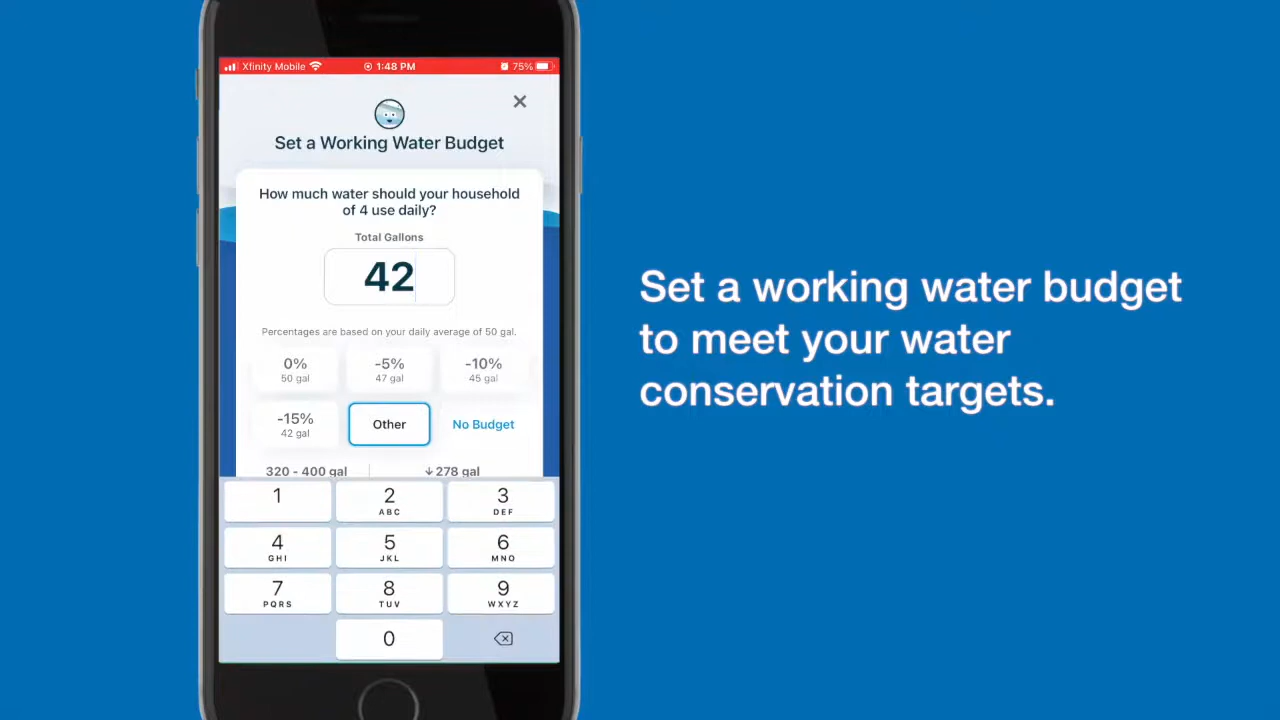 Xfinity Mobile 1:48 PM 75%
Set a Working Water Budget
How much water should your household
of 4 use daily?
Total Gallons
42
Percentages are based on your daily average of 50 gal.
0% -5% -10%
50 gal 47 gal 45 gal
-15% Other No Budget
42 gal
320 - 400 gal ↓278 gal
1 2 3
ABC DEF
4 5 6
GHI JKL MNO
7 8 9
PQRS TUV WXYZ
0
Set a working water budget
to meet your water
conservation targets.